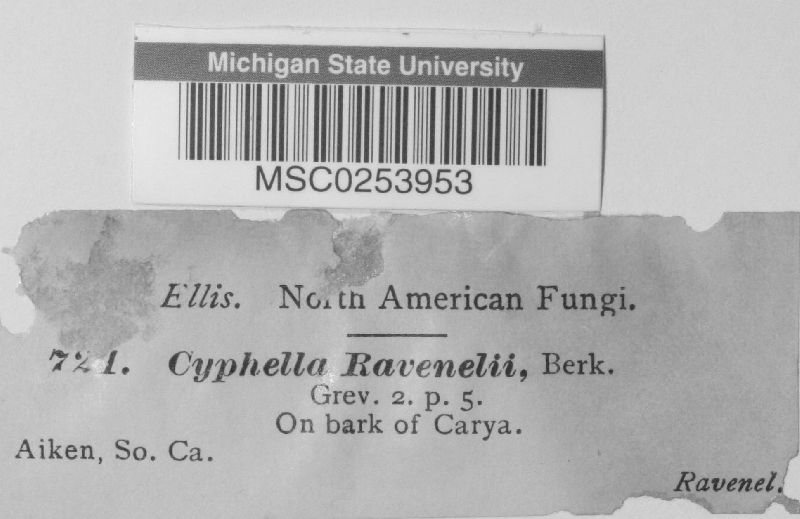 Michigan State University
MSC0253953
Ellis. North American Fungi.
721. Cyphella Ravenelii, Berk.
Grev. 2. p. 5.
On bark of Carya.
Aiken, So. Ca.
Ravenel.